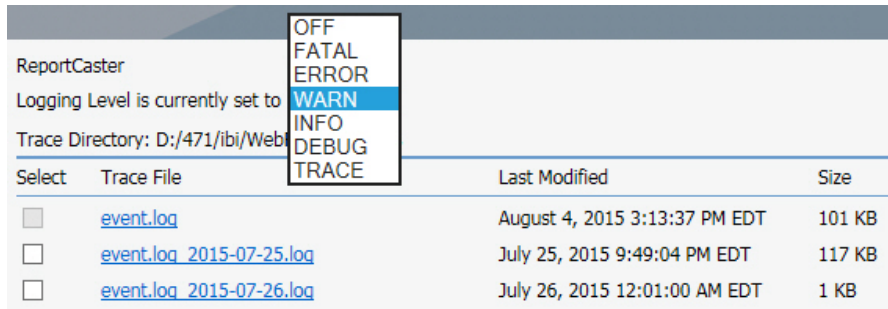 OFF
FATAL
ERROR
WARN
INFO
DEBUG
TRACE
ReportCaster
Logging Level is currently set to
Trace Directory: D:/471/ibi/Web
Select Trace File Last Modified Size
event.log August 4, 2015 3:13:37 PM EDT 101 KB
event.log_2015-07-25.log July 25, 2015 9:49:04 PM EDT 117 KB
event.log_2015-07-26.log July 26, 2015 12:01:00 AM EDT 1 KB